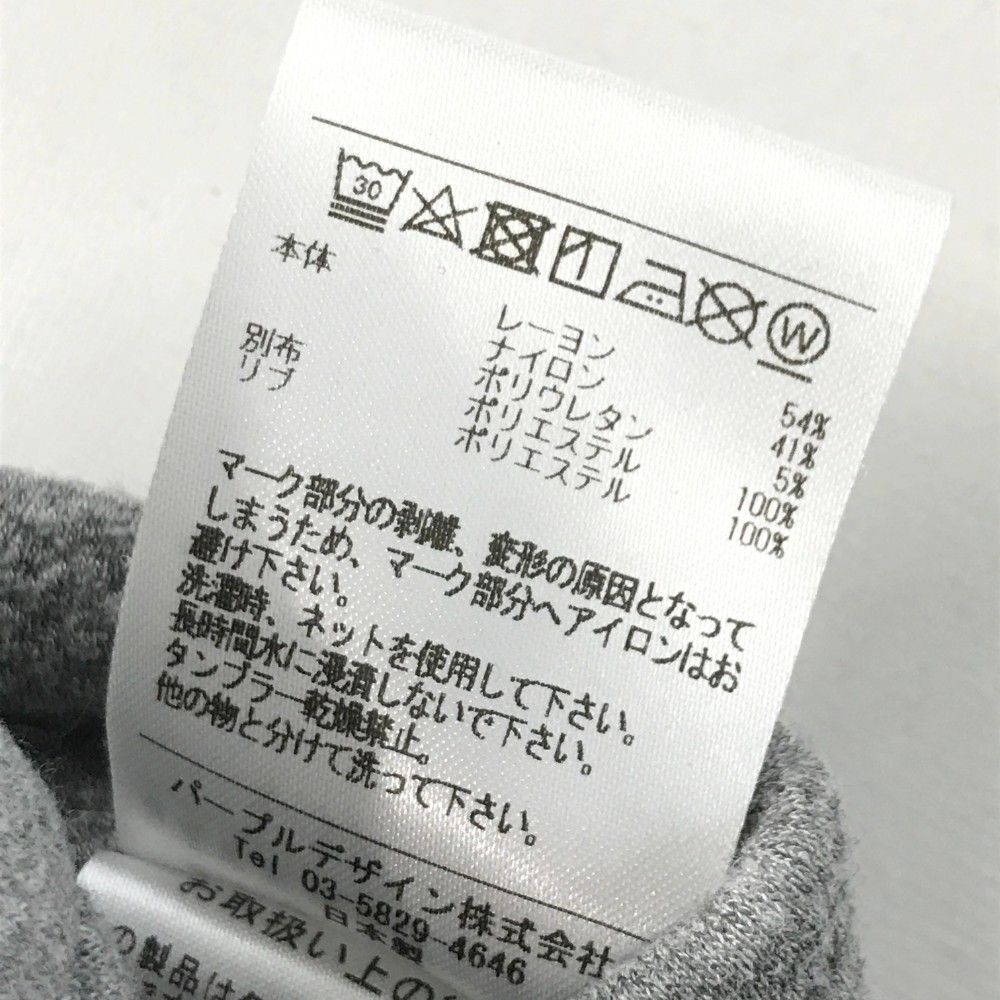 30
W
本体 レーヨン 54%
ナイロン 41%
ポリウレタン 5%
別布 ポリエステル 100%
リブ ポリエステル 100%
マーク部分の剥離、変形の原因となって
しまうため、マーク部分へアイロンはお
避け下さい。
洗濯時、ネットを使用して下さい。
長時間水に浸漬しないで下さい。
タンブラー乾燥禁止。
他の物と分けて洗って下さい。
パープルデザイン株式会社
Tel 03-5829-4646
日本製
お取扱い上の
の製品は